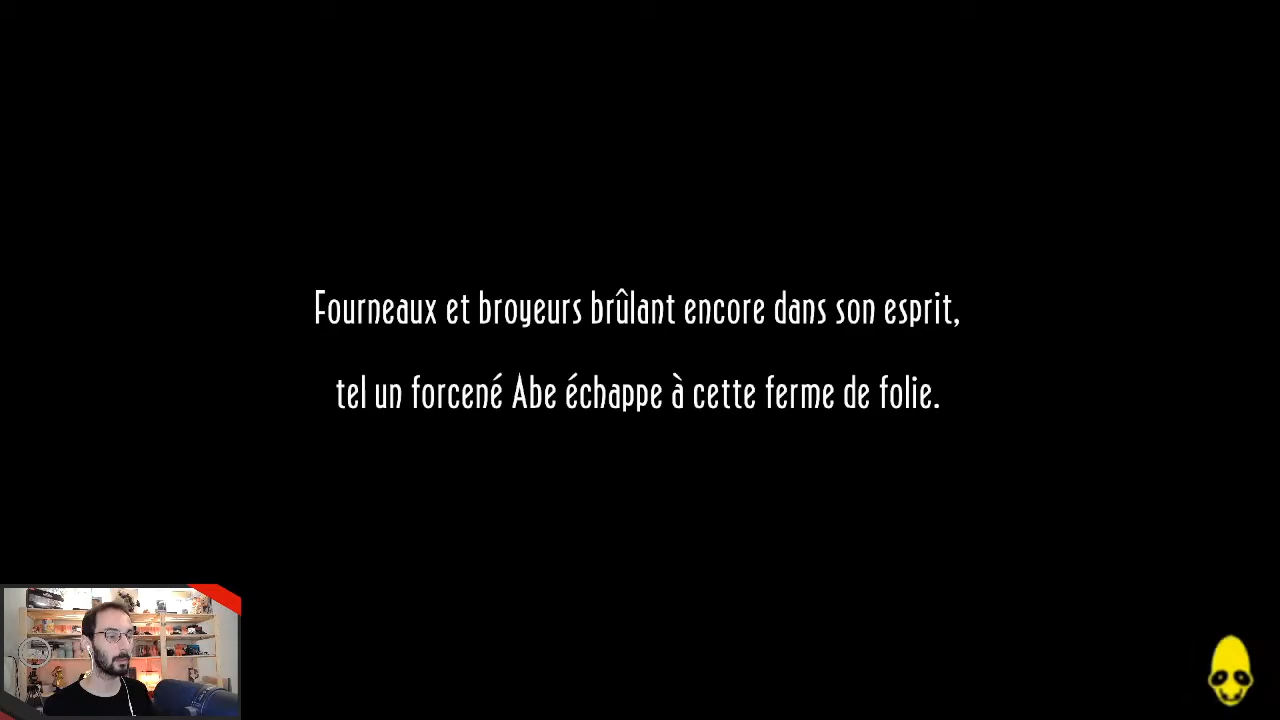 Fourneaux et broyeurs brûlant encore dans son esprit,
tel un forcené Abe échappe à cette ferme de folie.